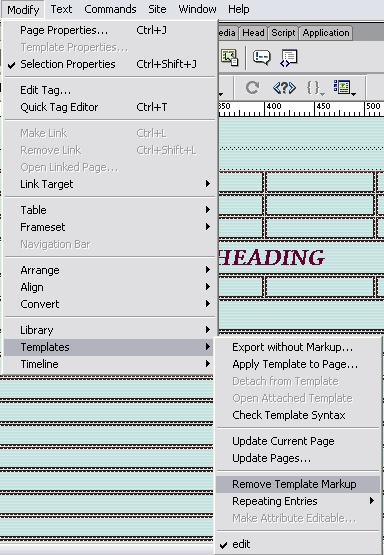 Modify Text Commands Site Window Help
Page Properties... Ctrl+J
Template Properties...
Selection Properties Ctrl+Shift+J
Edit Tag...
Quick Tag Editor Ctrl+T
Make Link Ctrl+L
Remove Link Ctrl+Shift+L
Open Linked Page...
Link Target
Table
Frameset
Navigation Bar
Arrange
Align
Convert
Library
Templates
Timeline
edia Head Script Application
350 400 450 500
HEADING
Export without Markup...
Apply Template to Page...
Detach from Template
Open Attached Template
Check Template Syntax
Update Current Page
Update Pages...
Remove Template Markup
Repeating Entries
Make Attribute Editable...
edit